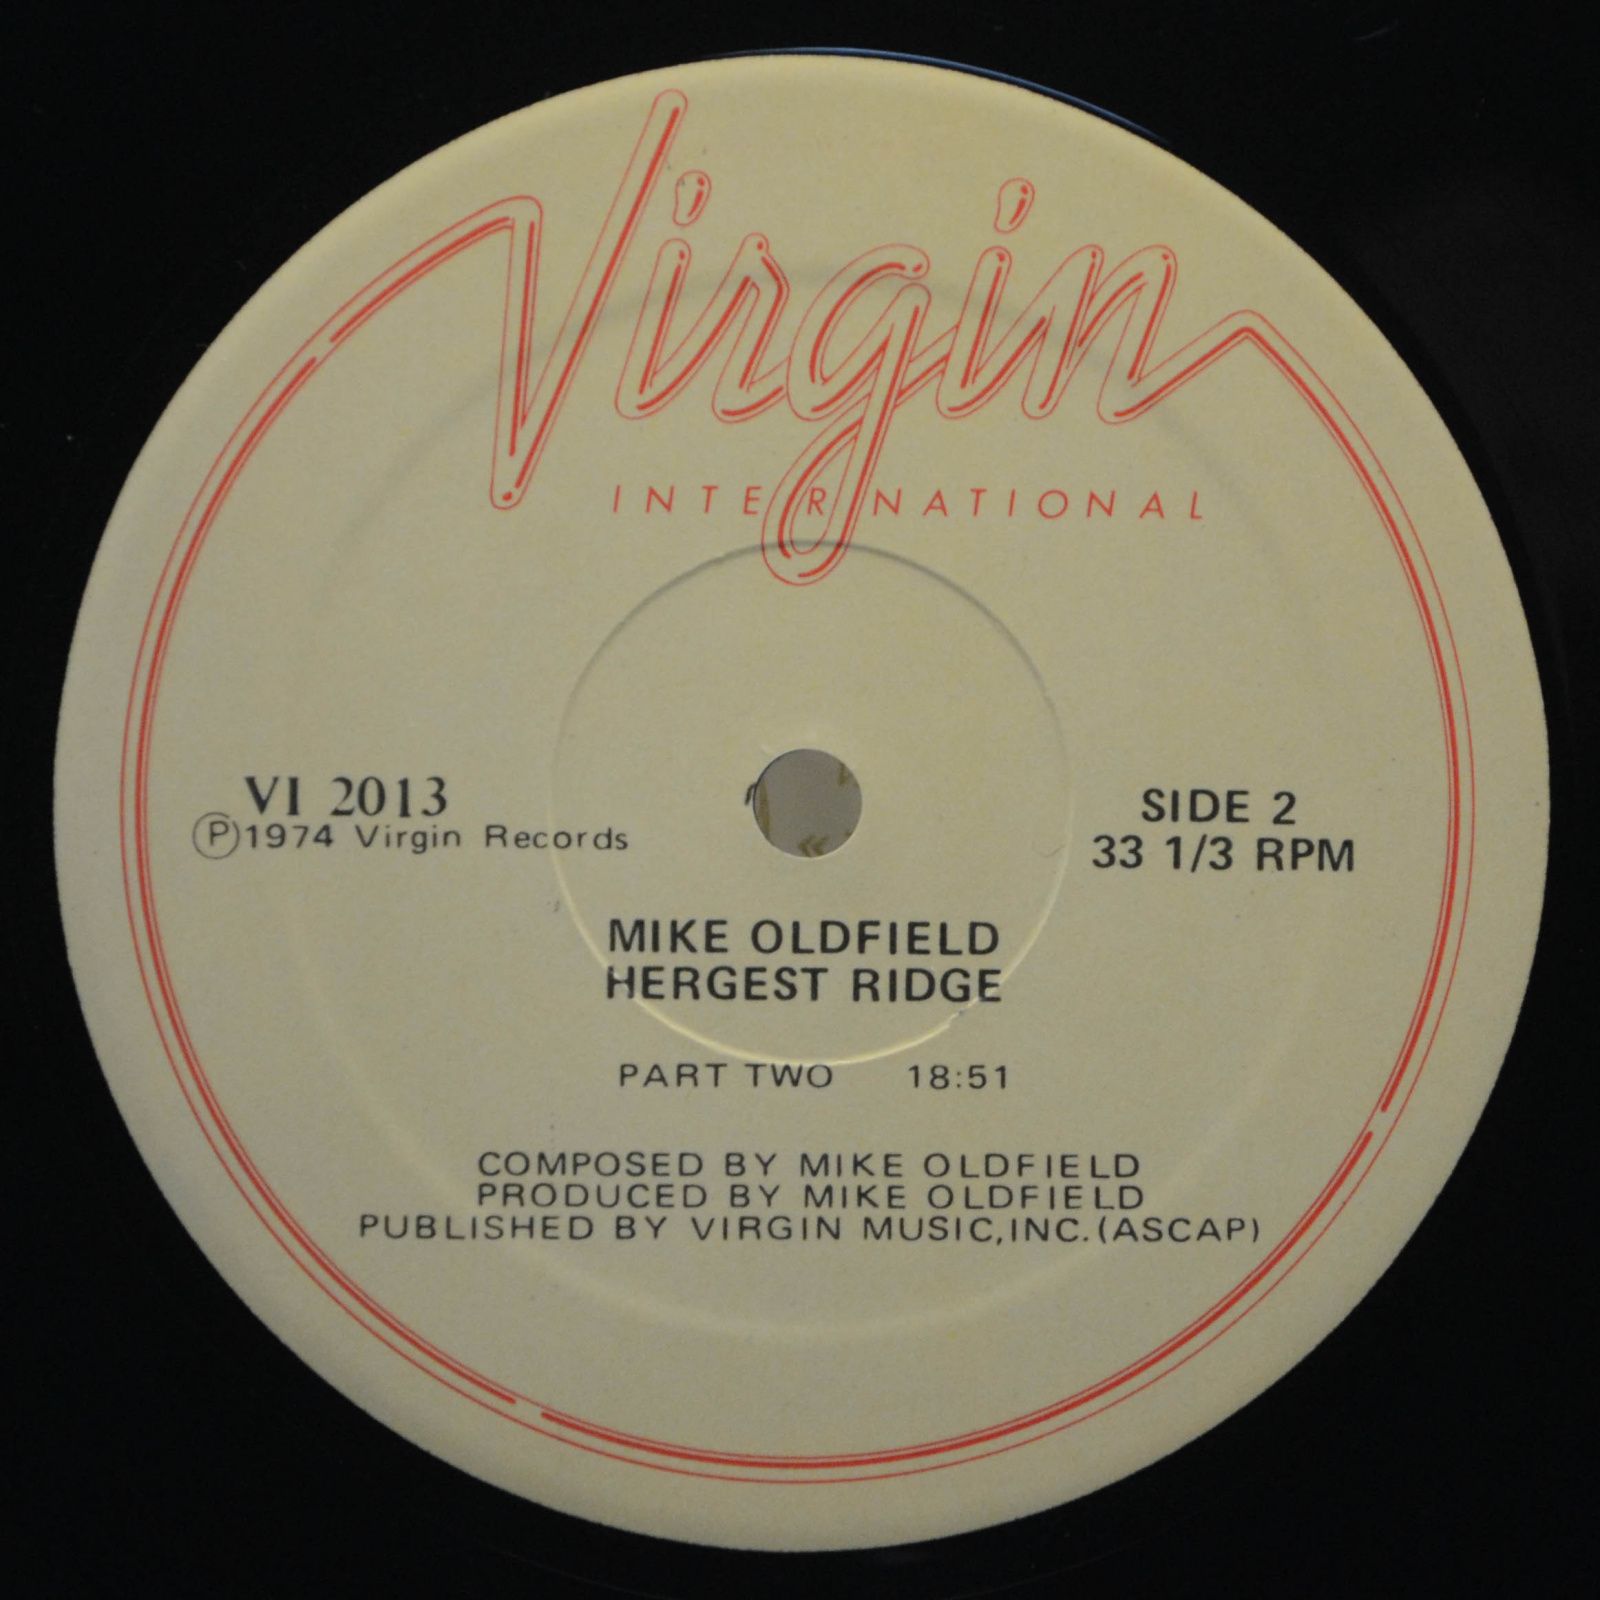 Virgin
INTERNATIONAL
VI 2013
Ⓟ1974 Virgin Records
SIDE 2
33 1/3 RPM
MIKE OLDFIELD
HERGEST RIDGE
PART TWO 18:51
COMPOSED BY MIKE OLDFIELD
PRODUCED BY MIKE OLDFIELD
PUBLISHED BY VIRGIN MUSIC,INC.(ASCAP)